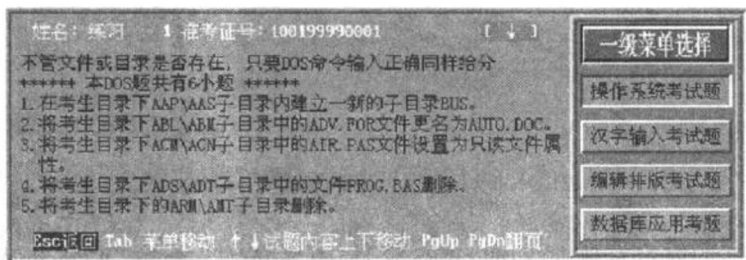 姓名：练习 1 准考证号：100199990001 [ ↓ ]
不管文件或目录是否存在，只要DOS命令输入正确同样给分
****** 本DOS题共有6小题 ******
1.在考生目录下AAP\AAS子目录内建立一新的子目录BUS。
2.将考生目录下ABL\ABM子目录中的ADV.FOR文件更名为AUTO.DOC。
3.将考生目录下ACM\ACN子目录中的AIR.PAS文件设置为只读文件属
性。
4.将考生目录下ADS\ADT子目录中的文件PROG.BAS删除。
5.将考生目录下的ARM\AMT子目录删除。
Esc返回 Tab 菜单移动 ↑↓试题内容上下移动 PgUp PgDn翻页
一级菜单选择
操作系统考试题
汉字输入考试题
编辑排版考试题
数据库应用考题